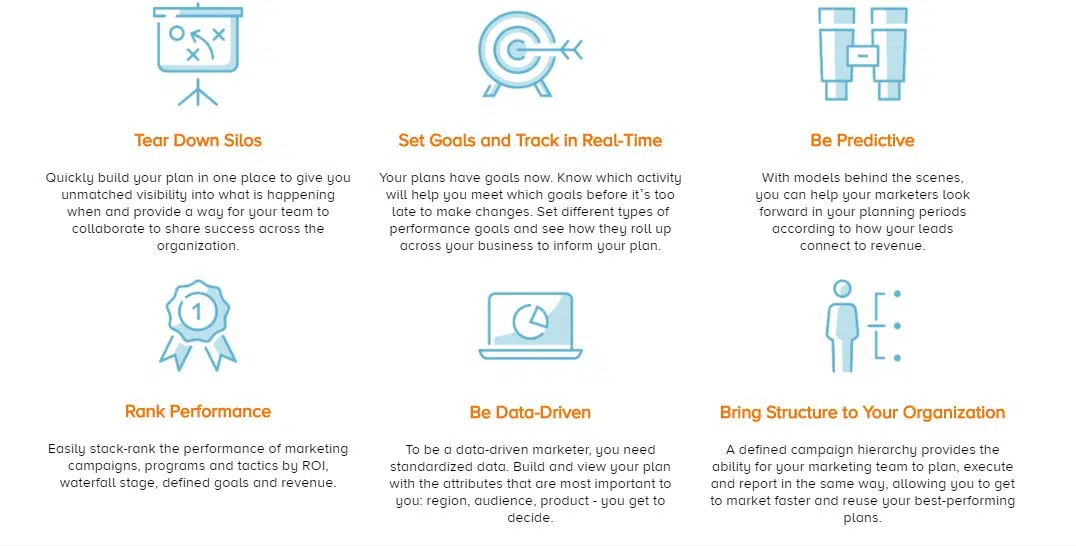 Tear Down Silos
Quickly build your plan in one place to give you
unmatched visibility into what is happening
when and provide a way for your team to
collaborate to share success across the
organization.
Set Goals and Track in Real-Time
Your plans have goals now. Know which activity
will help you meet which goals before it's too
late to make changes. Set different types of
performance goals and see how they roll up
across your business to inform your plan.
Be Predictive
With models behind the scenes,
you can help your marketers look
forward in your planning periods
according to how your leads
connect to revenue.
1
Rank Performance
Easily stack-rank the performance of marketing
campaigns, programs and tactics by ROI,
waterfall stage, defined goals and revenue.
Be Data-Driven
To be a data-driven marketer, you need
standardized data. Build and view your plan
with the attributes that are most important to
you: region, audience, product - you get to
decide.
Bring Structure to Your Organization
A defined campaign hierarchy provides the
ability for your marketing team to plan, execute
and report in the same way, allowing you to get
to market faster and reuse your best-performing
plans.